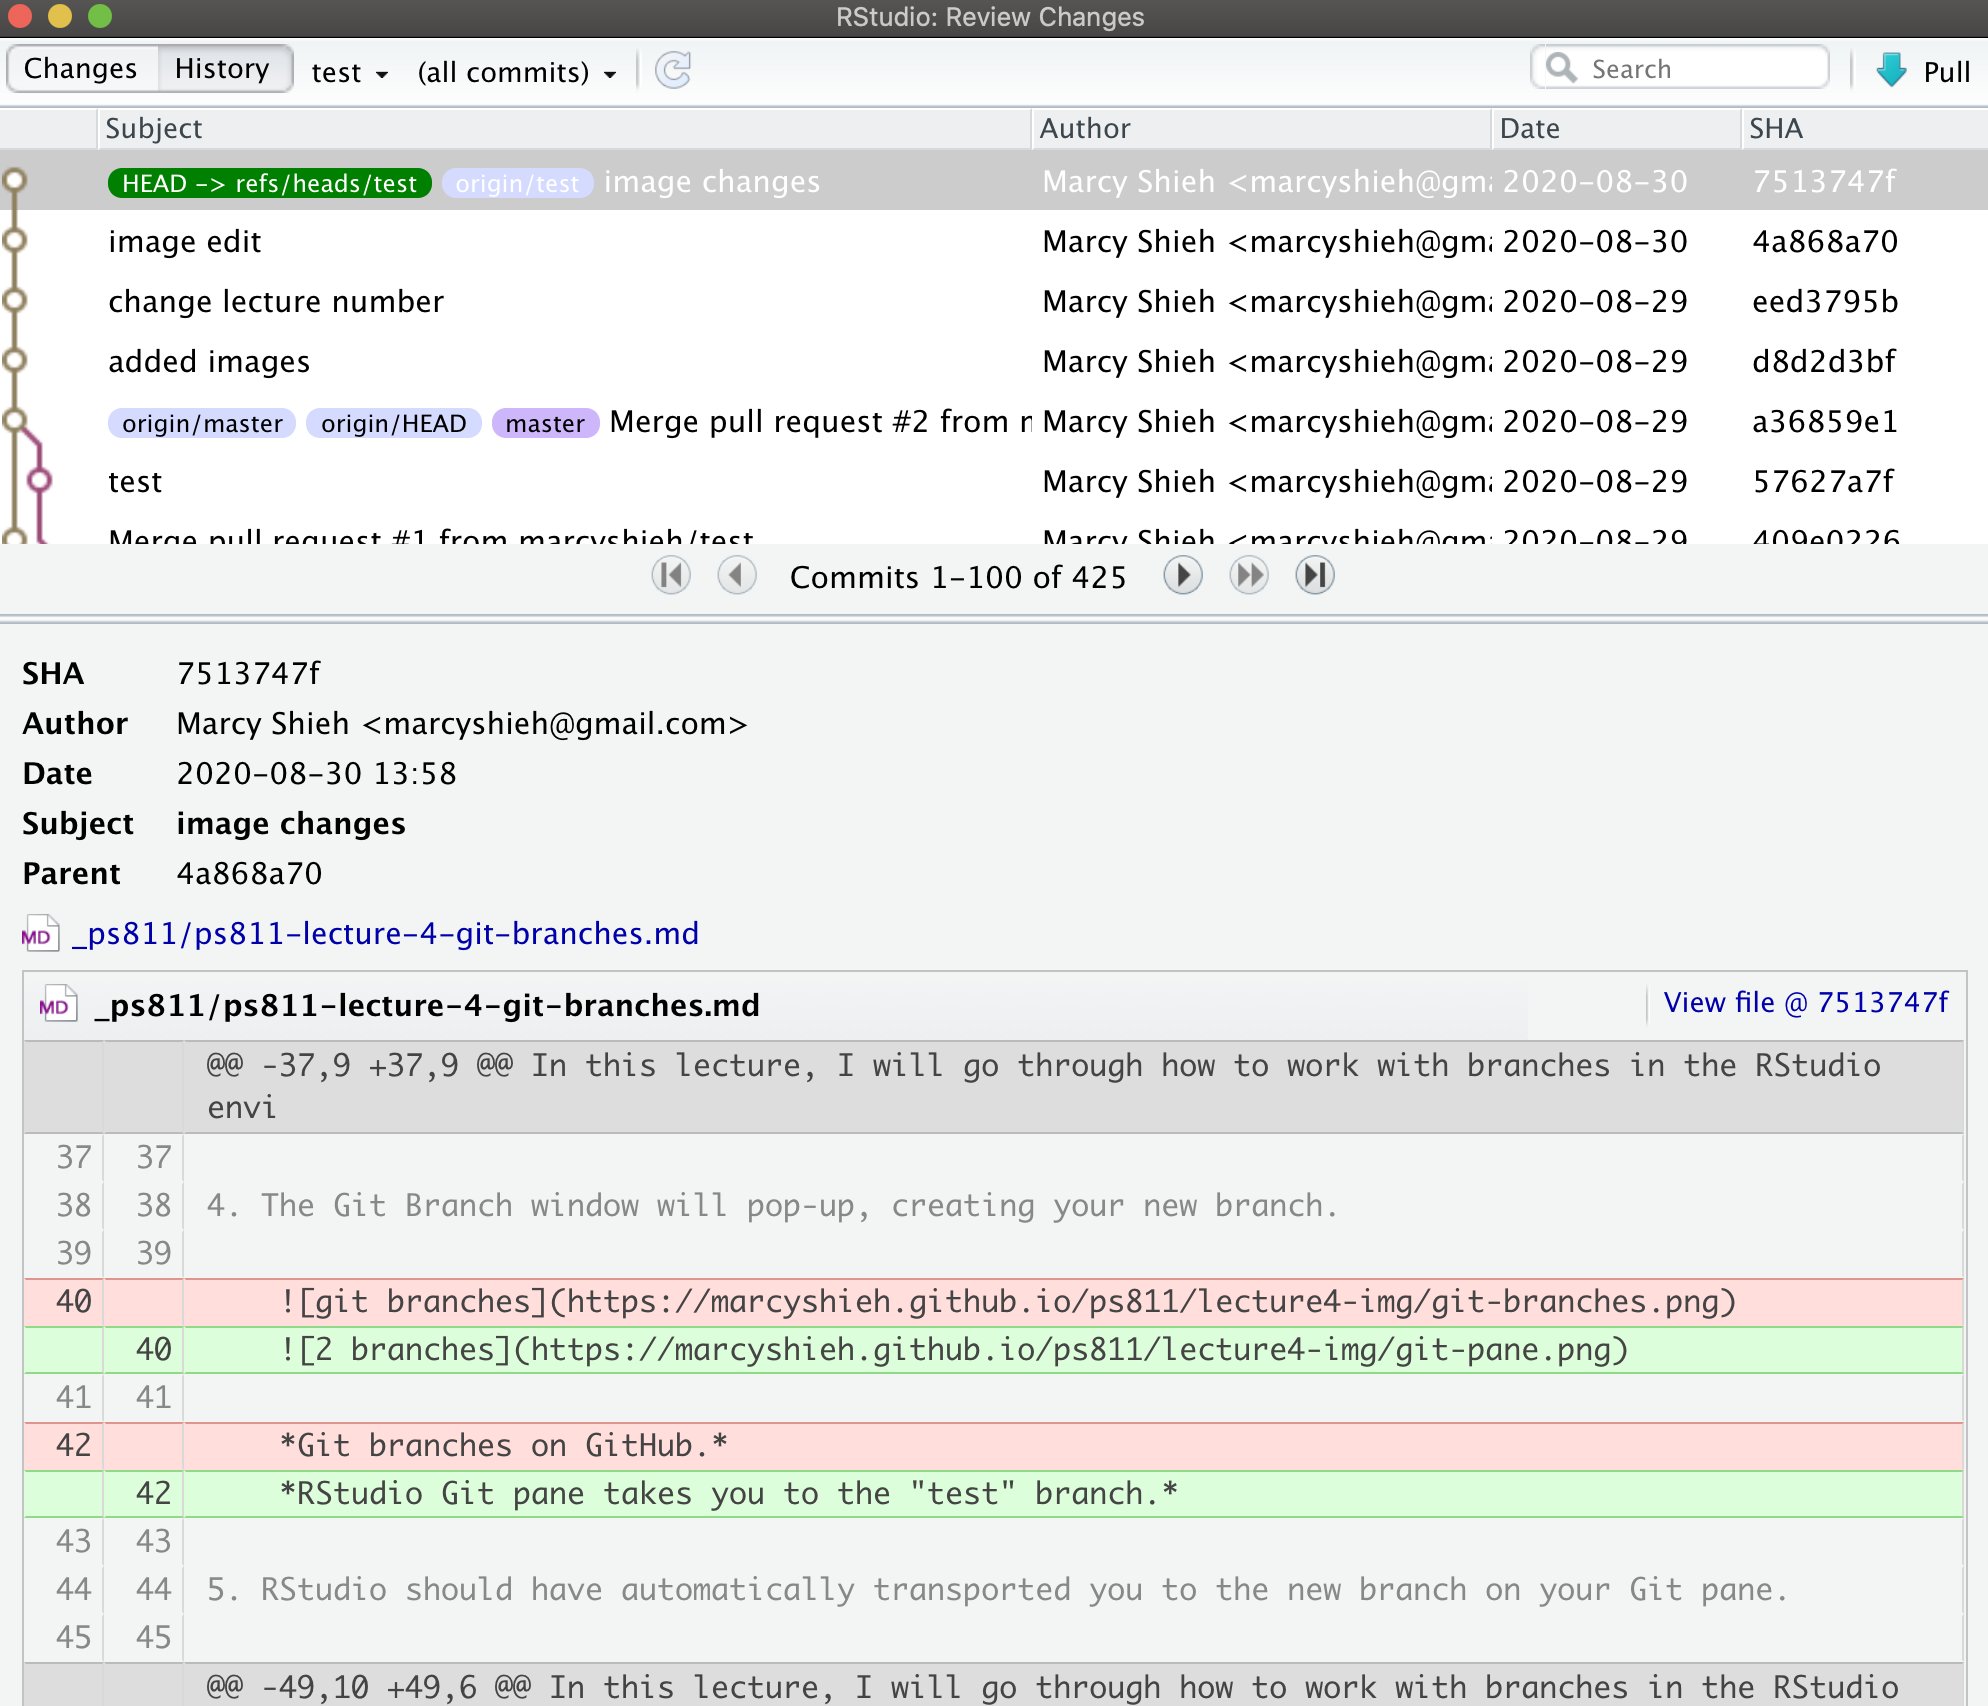 RStudio: Review Changes
Changes History test (all commits) Search Pull
Subject Author Date SHA
HEAD -> refs/heads/test origin/test image changes Marcy Shieh <marcyshieh@gma 2020-08-30 7513747f
image edit Marcy Shieh <marcyshieh@gma 2020-08-30 4a868a70
change lecture number Marcy Shieh <marcyshieh@gma 2020-08-29 eed3795b
added images Marcy Shieh <marcyshieh@gma 2020-08-29 d8d2d3bf
origin/master origin/HEAD master Merge pull request #2 from Marcy Shieh <marcyshieh@gma 2020-08-29 a36859e1
test Marcy Shieh <marcyshieh@gma 2020-08-29 57627a7f
Merge pull request #1 from marcyshieh/test Marcy Shieh <marcyshieh@gma 2020-08-29 409e0226
Commits 1-100 of 425
SHA 7513747f
Author Marcy Shieh <marcyshieh@gmail.com>
Date 2020-08-30 13:58
Subject image changes
Parent 4a868a70
MD _ps811/ps811-lecture-4-git-branches.md
MD _ps811/ps811-lecture-4-git-branches.md View file @ 7513747f
@@ -37,9 +37,9 @@ In this lecture, I will go through how to work with branches in the RStudio
envi
37 37
38 38 4. The Git Branch window will pop-up, creating your new branch.
39 39
40 ![git branches](https://marcyshieh.github.io/ps811/lecture4-img/git-branches.png)
40 ![2 branches](https://marcyshieh.github.io/ps811/lecture4-img/git-pane.png)
41 41
42 *Git branches on GitHub.*
42 *RStudio Git pane takes you to the "test" branch.*
43 43
44 44 5. RStudio should have automatically transported you to the new branch on your Git pane.
45 45
@@ -49,10 +49,6 @@ In this lecture, I will go through how to work with branches in the RStudio